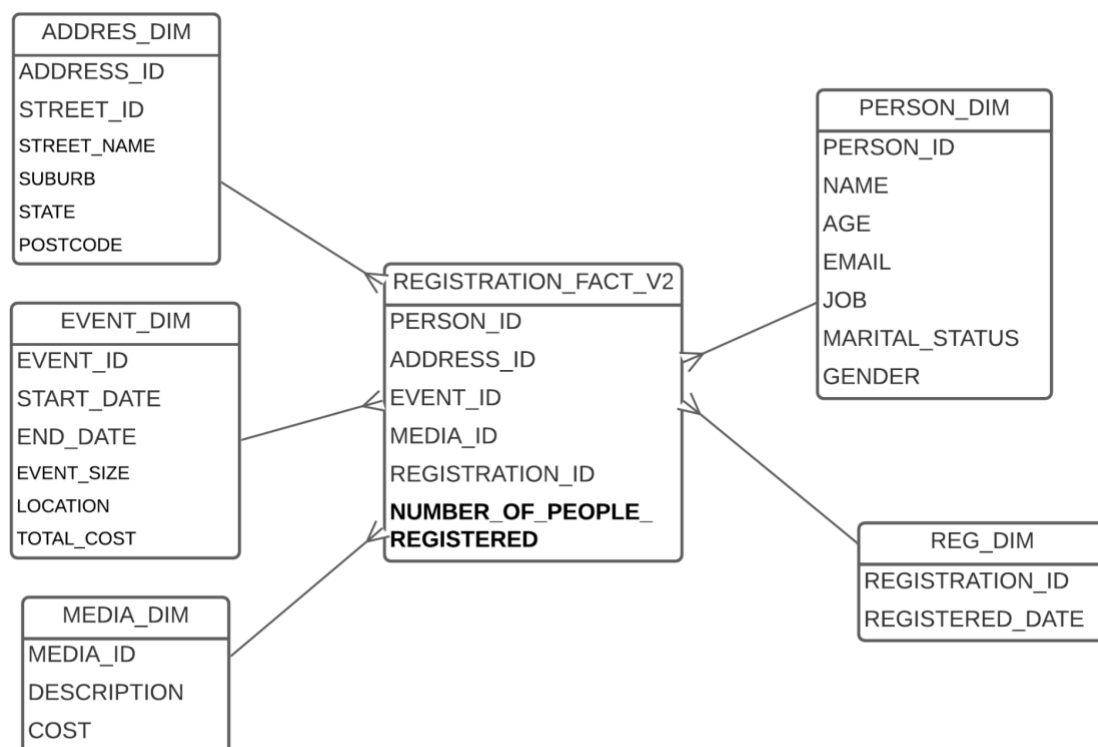 ADDRES_DIM
ADDRESS_ID
STREET_ID
STREET_NAME
SUBURB
STATE
POSTCODE
EVENT_DIM
EVENT_ID
START_DATE
END_DATE
EVENT_SIZE
LOCATION
TOTAL_COST
MEDIA_DIM
MEDIA_ID
DESCRIPTION
COST
REGISTRATION_FACT_V2
PERSON_ID
ADDRESS_ID
EVENT_ID
MEDIA_ID
REGISTRATION_ID
NUMBER_OF_PEOPLE_
REGISTERED
PERSON_DIM
PERSON_ID
NAME
AGE
EMAIL
JOB
MARITAL_STATUS
GENDER
REG_DIM
REGISTRATION_ID
REGISTERED_DATE